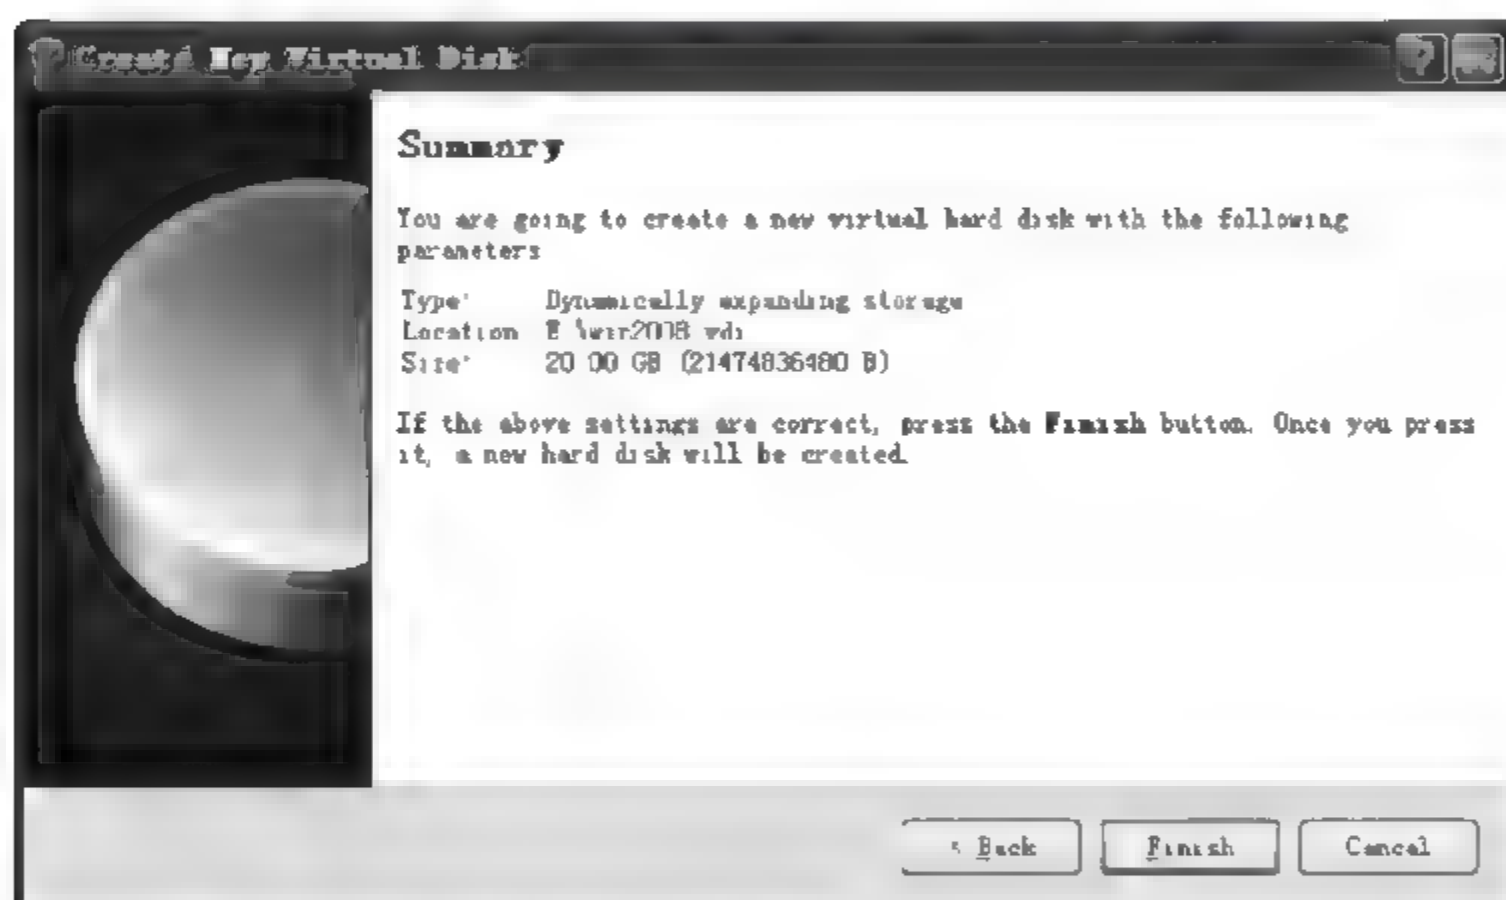 Create New Virtual Disk
Summary
You are going to create a new virtual hard disk with the following
parameters
Type:
Dynamically expanding storage
Location
E:\win2008.vdi
Size:
20.00 GB (21474836480 B)
If the above settings are correct, press the Finish button. Once you press
it, a new hard disk will be created.
< Back
Finish
Cancel